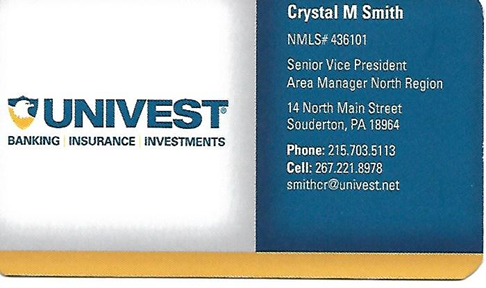 UNIVEST®
BANKING | INSURANCE | INVESTMENTS
Crystal M Smith
NMLS# 436101
Senior Vice President
Area Manager North Region
14 North Main Street
Souderton, PA 18964
Phone: 215.703.5113
Cell: 267.221.8978
smithcr@univest.net